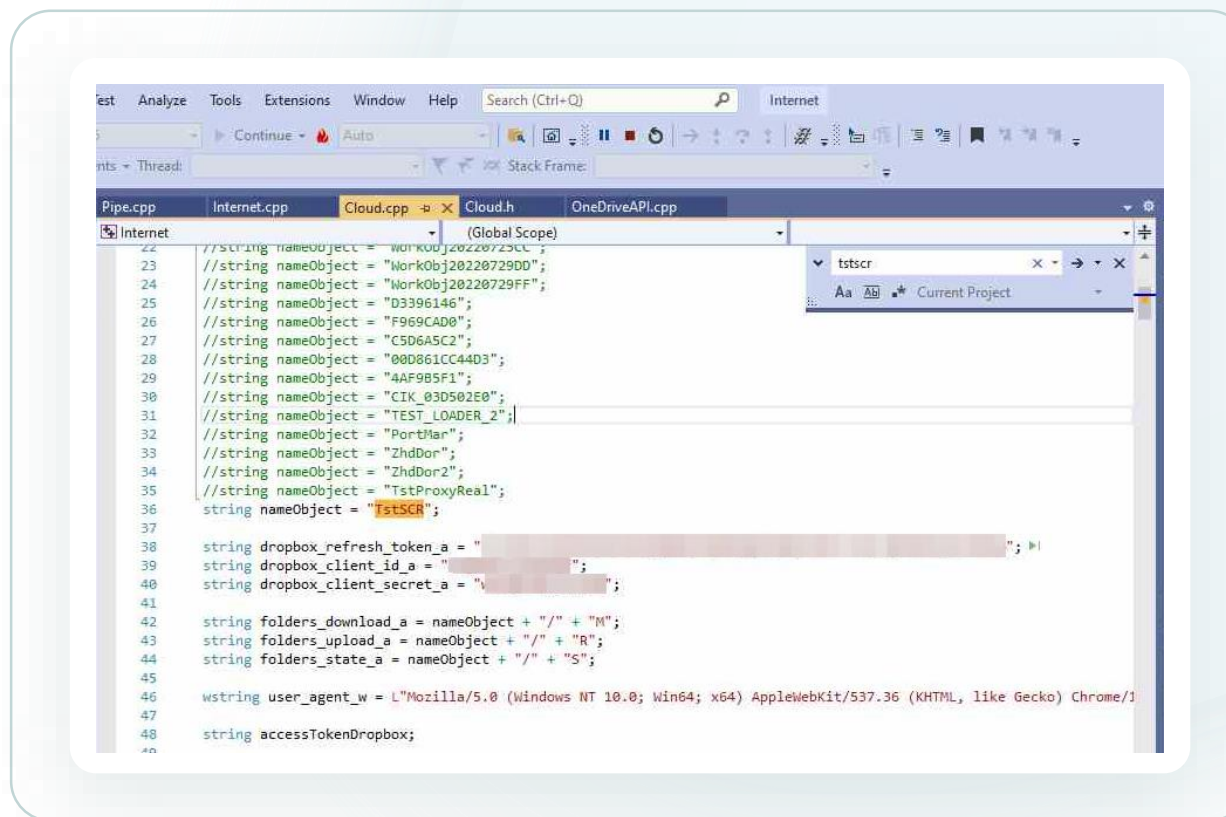 Test Analyze Tools Extensions Window Help Search (Ctrl+Q) Internet
Continue Auto
Thread: Stack Frame:
Pipe.cpp Internet.cpp Cloud.cpp Cloud.h OneDriveAPI.cpp
Internet (Global Scope)
tstscr
Aa Abl .* Current Project
22 //string nameObject = "WorkObj20220725CC";
23 //string nameObject = "WorkObj20220729DD";
24 //string nameObject = "WorkObj20220729FF";
25 //string nameObject = "D3396146";
26 //string nameObject = "F969CAD0";
27 //string nameObject = "C5D6A5C2";
28 //string nameObject = "00D861CC44D3";
29 //string nameObject = "4AF9B5F1";
30 //string nameObject = "CIK_03D502E0";
31 //string nameObject = "TEST_LOADER_2";
32 //string nameObject = "PortMar";
33 //string nameObject = "ZhdDor";
34 //string nameObject = "ZhdDor2";
35 //string nameObject = "TstProxyReal";
36 string nameObject = "TstSCR";
37
38 string dropbox_refresh_token_a = " ";
39 string dropbox_client_id_a = " ";
40 string dropbox_client_secret_a = " ";
41
42 string folders_download_a = nameObject + "/" + "M";
43 string folders_upload_a = nameObject + "/" + "R";
44 string folders_state_a = nameObject + "/" + "S";
45
46 wstring user_agent_w = L"Mozilla/5.0 (Windows NT 10.0; Win64; x64) AppleWebKit/537.36 (KHTML, like Gecko) Chrome/1
47
48 string accessTokenDropbox;